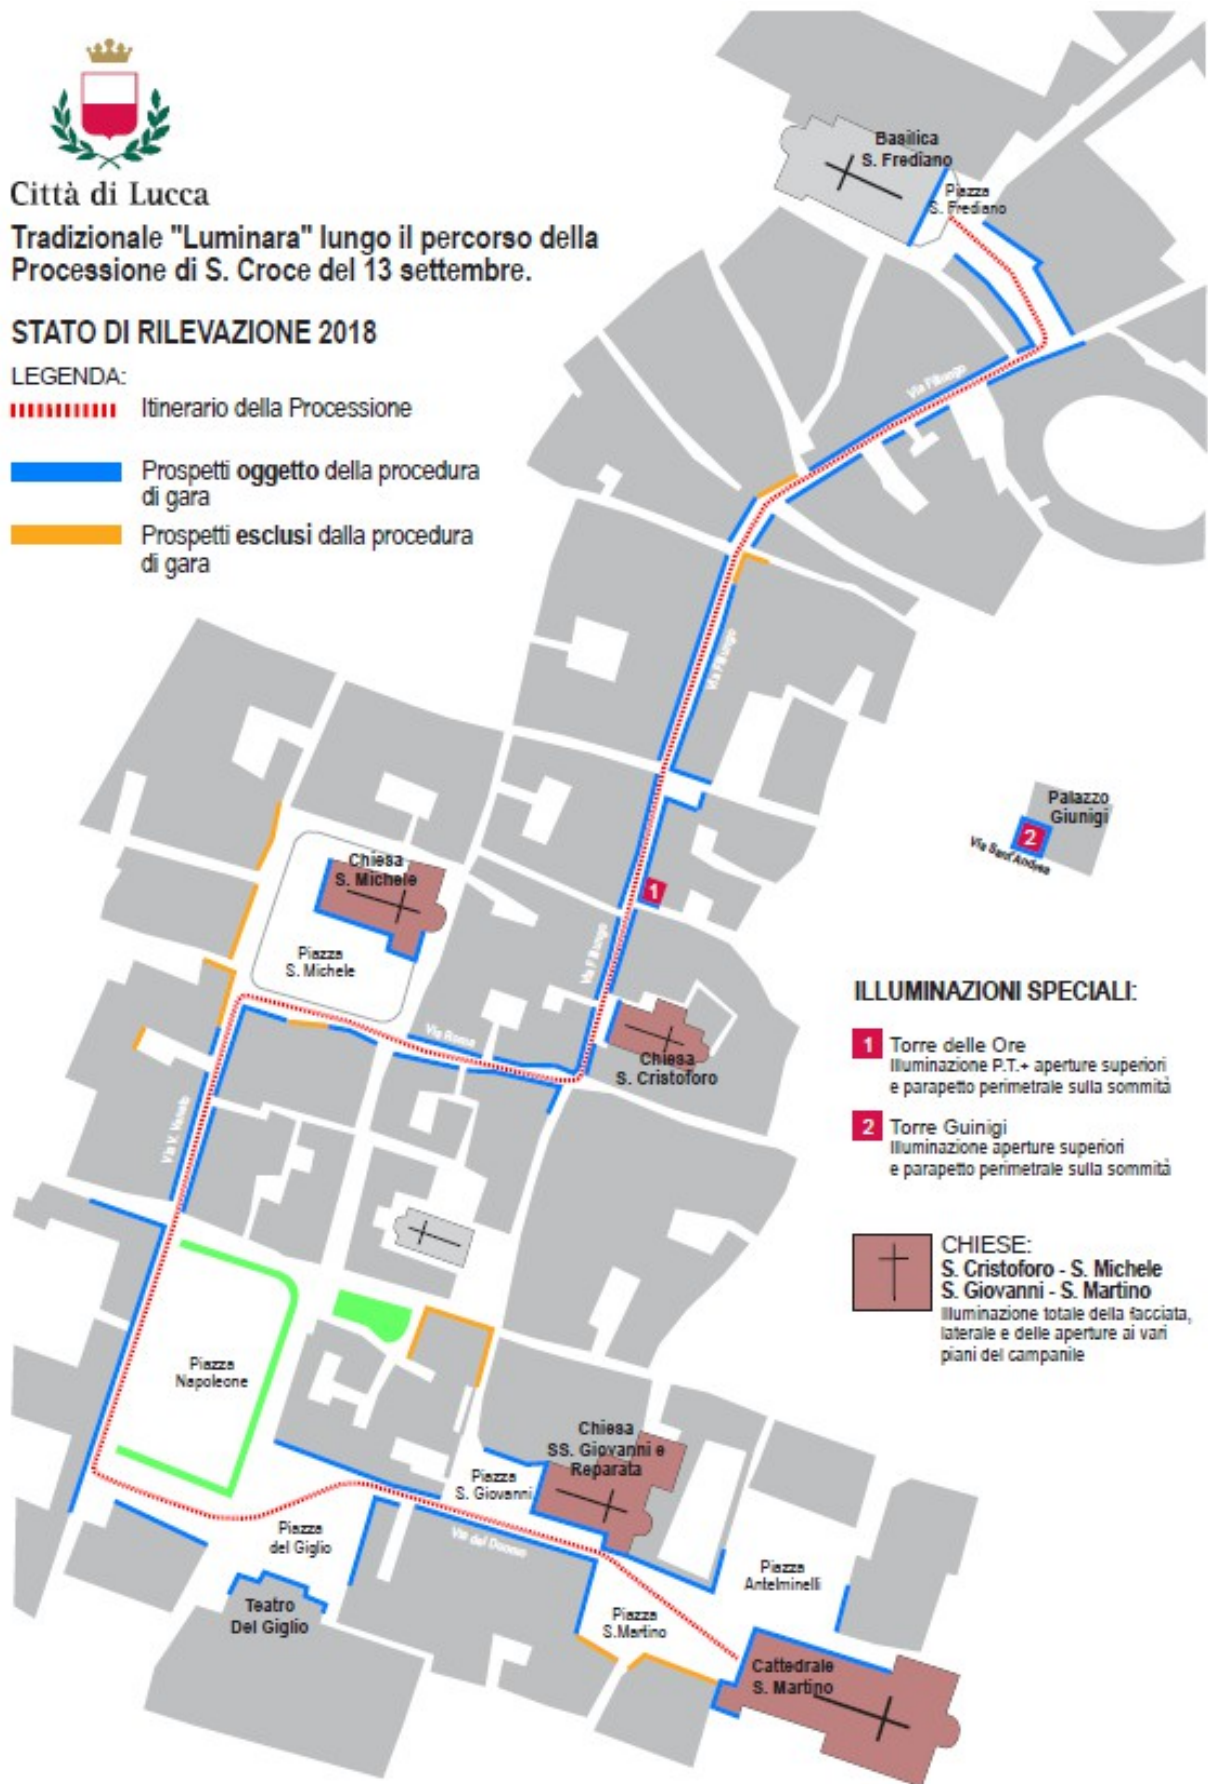 Città di Lucca
Tradizionale "Luminara" lungo il percorso della
Processione di S. Croce del 13 settembre.
STATO DI RILEVAZIONE 2018
LEGENDA:
Itinerario della Processione
Prospetti oggetto della procedura
di gara
Prospetti esclusi dalla procedura
di gara
Basilica
S. Frediano
Piazza
S. Frediano
Via Fillungo
Via Fillungo
Palazzo
Giunigi
2
Via Sant'Andrea
Chiesa
S. Michele
1
Piazza
S. Michele
Via Fillungo
Via Roma
Chiesa
S. Cristoforo
Via V. Veneto
ILLUMINAZIONI SPECIALI:
1 Torre delle Ore
Illuminazione P.T.+ aperture superiori
e parapetto perimetrale sulla sommità
2 Torre Guinigi
Illuminazione aperture superiori
e parapetto perimetrale sulla sommità
CHIESE:
S. Cristoforo - S. Michele
S. Giovanni - S. Martino
Illuminazione totale della facciata,
laterale e delle aperture ai vari
piani del campanile
Piazza
Napoleone
Chiesa
SS. Giovanni e
Reparata
Piazza
S. Giovanni
Piazza
del Giglio
Via del Duomo
Piazza
Antelminelli
Teatro
Del Giglio
Piazza
S.Martino
Cattedrale
S. Martino